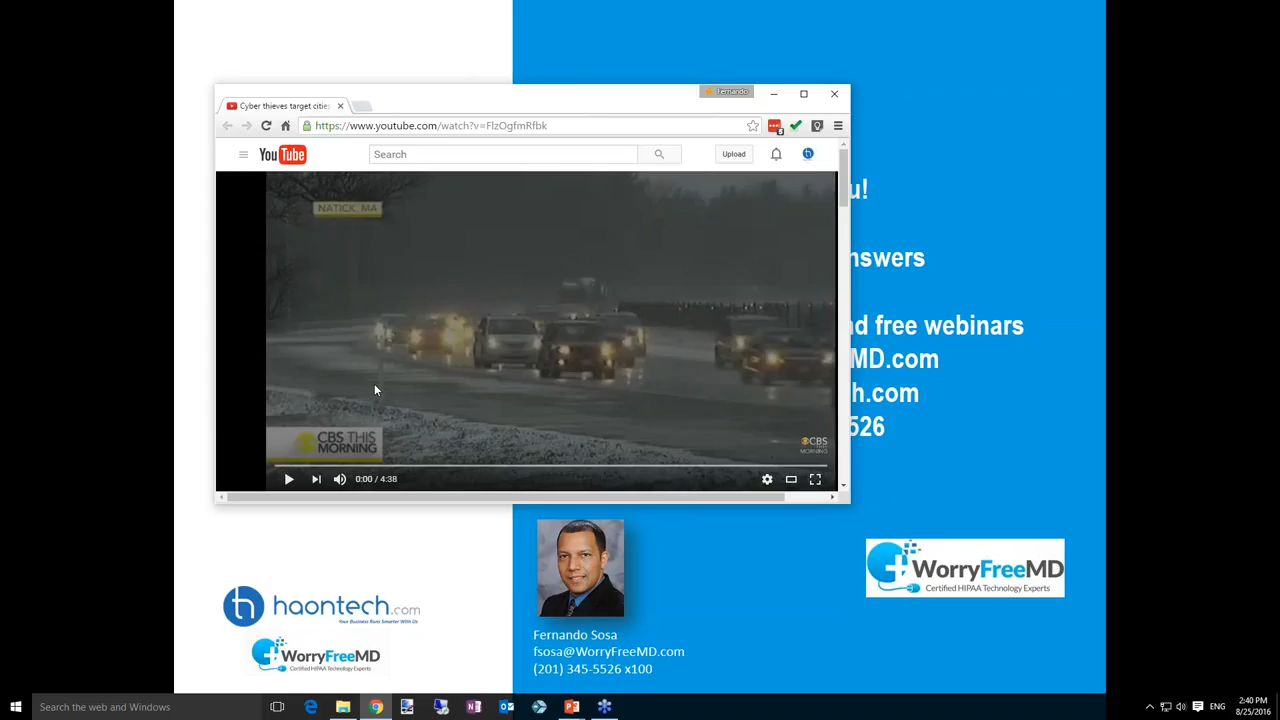 Fernando
Cyber thieves target citie
https://www.youtube.com/watch?v=FlzOgfmRfbk
YouTube
Search
Upload
NATICK, MA
CBS THIS
MORNING
CBS
THIS
MORNING
0:00 / 4:38
u!
nswers
nd free webinars
MD.com
h.com
526
haontech.com
Your Business Runs Smarter With Us
WorryFreeMD
Certified HIPAA Technology Experts
Fernando Sosa
fsosa@WorryFreeMD.com
(201) 345-5526 x100
WorryFreeMD
Certified HIPAA Technology Experts
Search the web and Windows
ENG
2:40 PM
8/25/2016